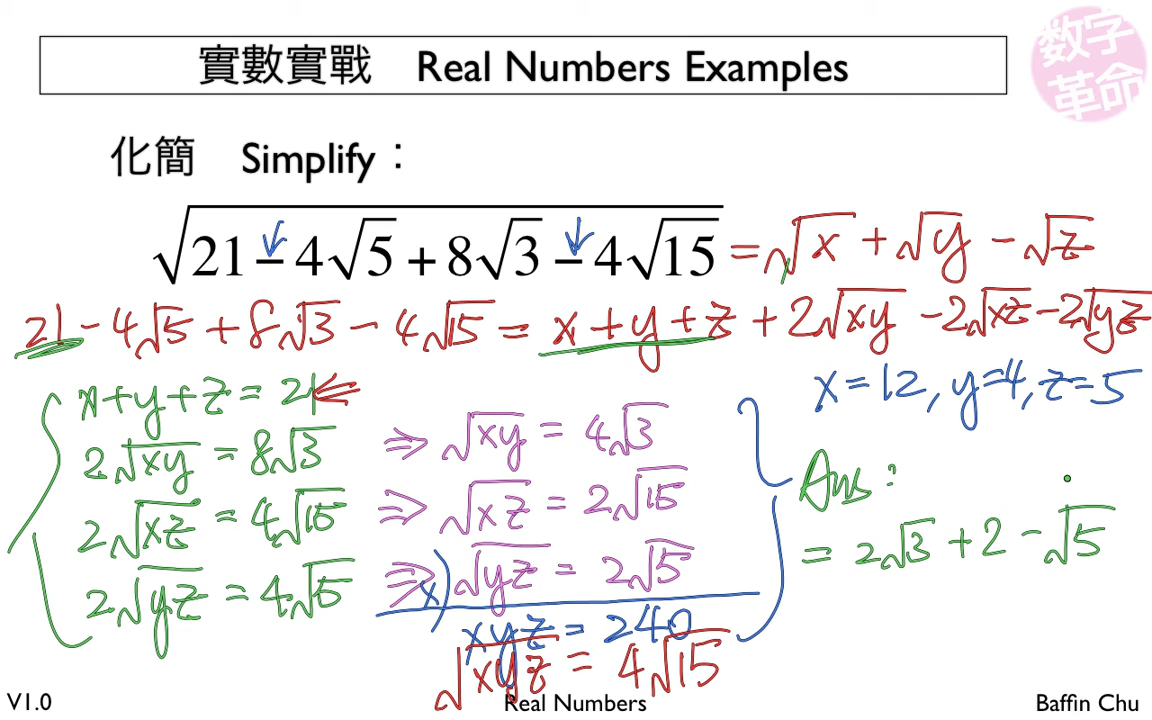 實數實戰 Real Numbers Examples
数字
革命
化簡 Simplify：
√(21 − 4√5 + 8√3 − 4√15) = √x + √y − √z
21 − 4√5 + 8√3 − 4√15 = x + y + z + 2√xy − 2√xz − 2√yz
x + y + z = 21
2√xy = 8√3 ⇒ √xy = 4√3
2√xz = 4√15 ⇒ √xz = 2√15
2√yz = 4√5 ⇒ √yz = 2√5
x)
xyz = 240
√xyz = 4√15
x = 12, y = 4, z = 5
Ans:
= 2√3 + 2 − √5
V1.0
Real Numbers
Baffin Chu